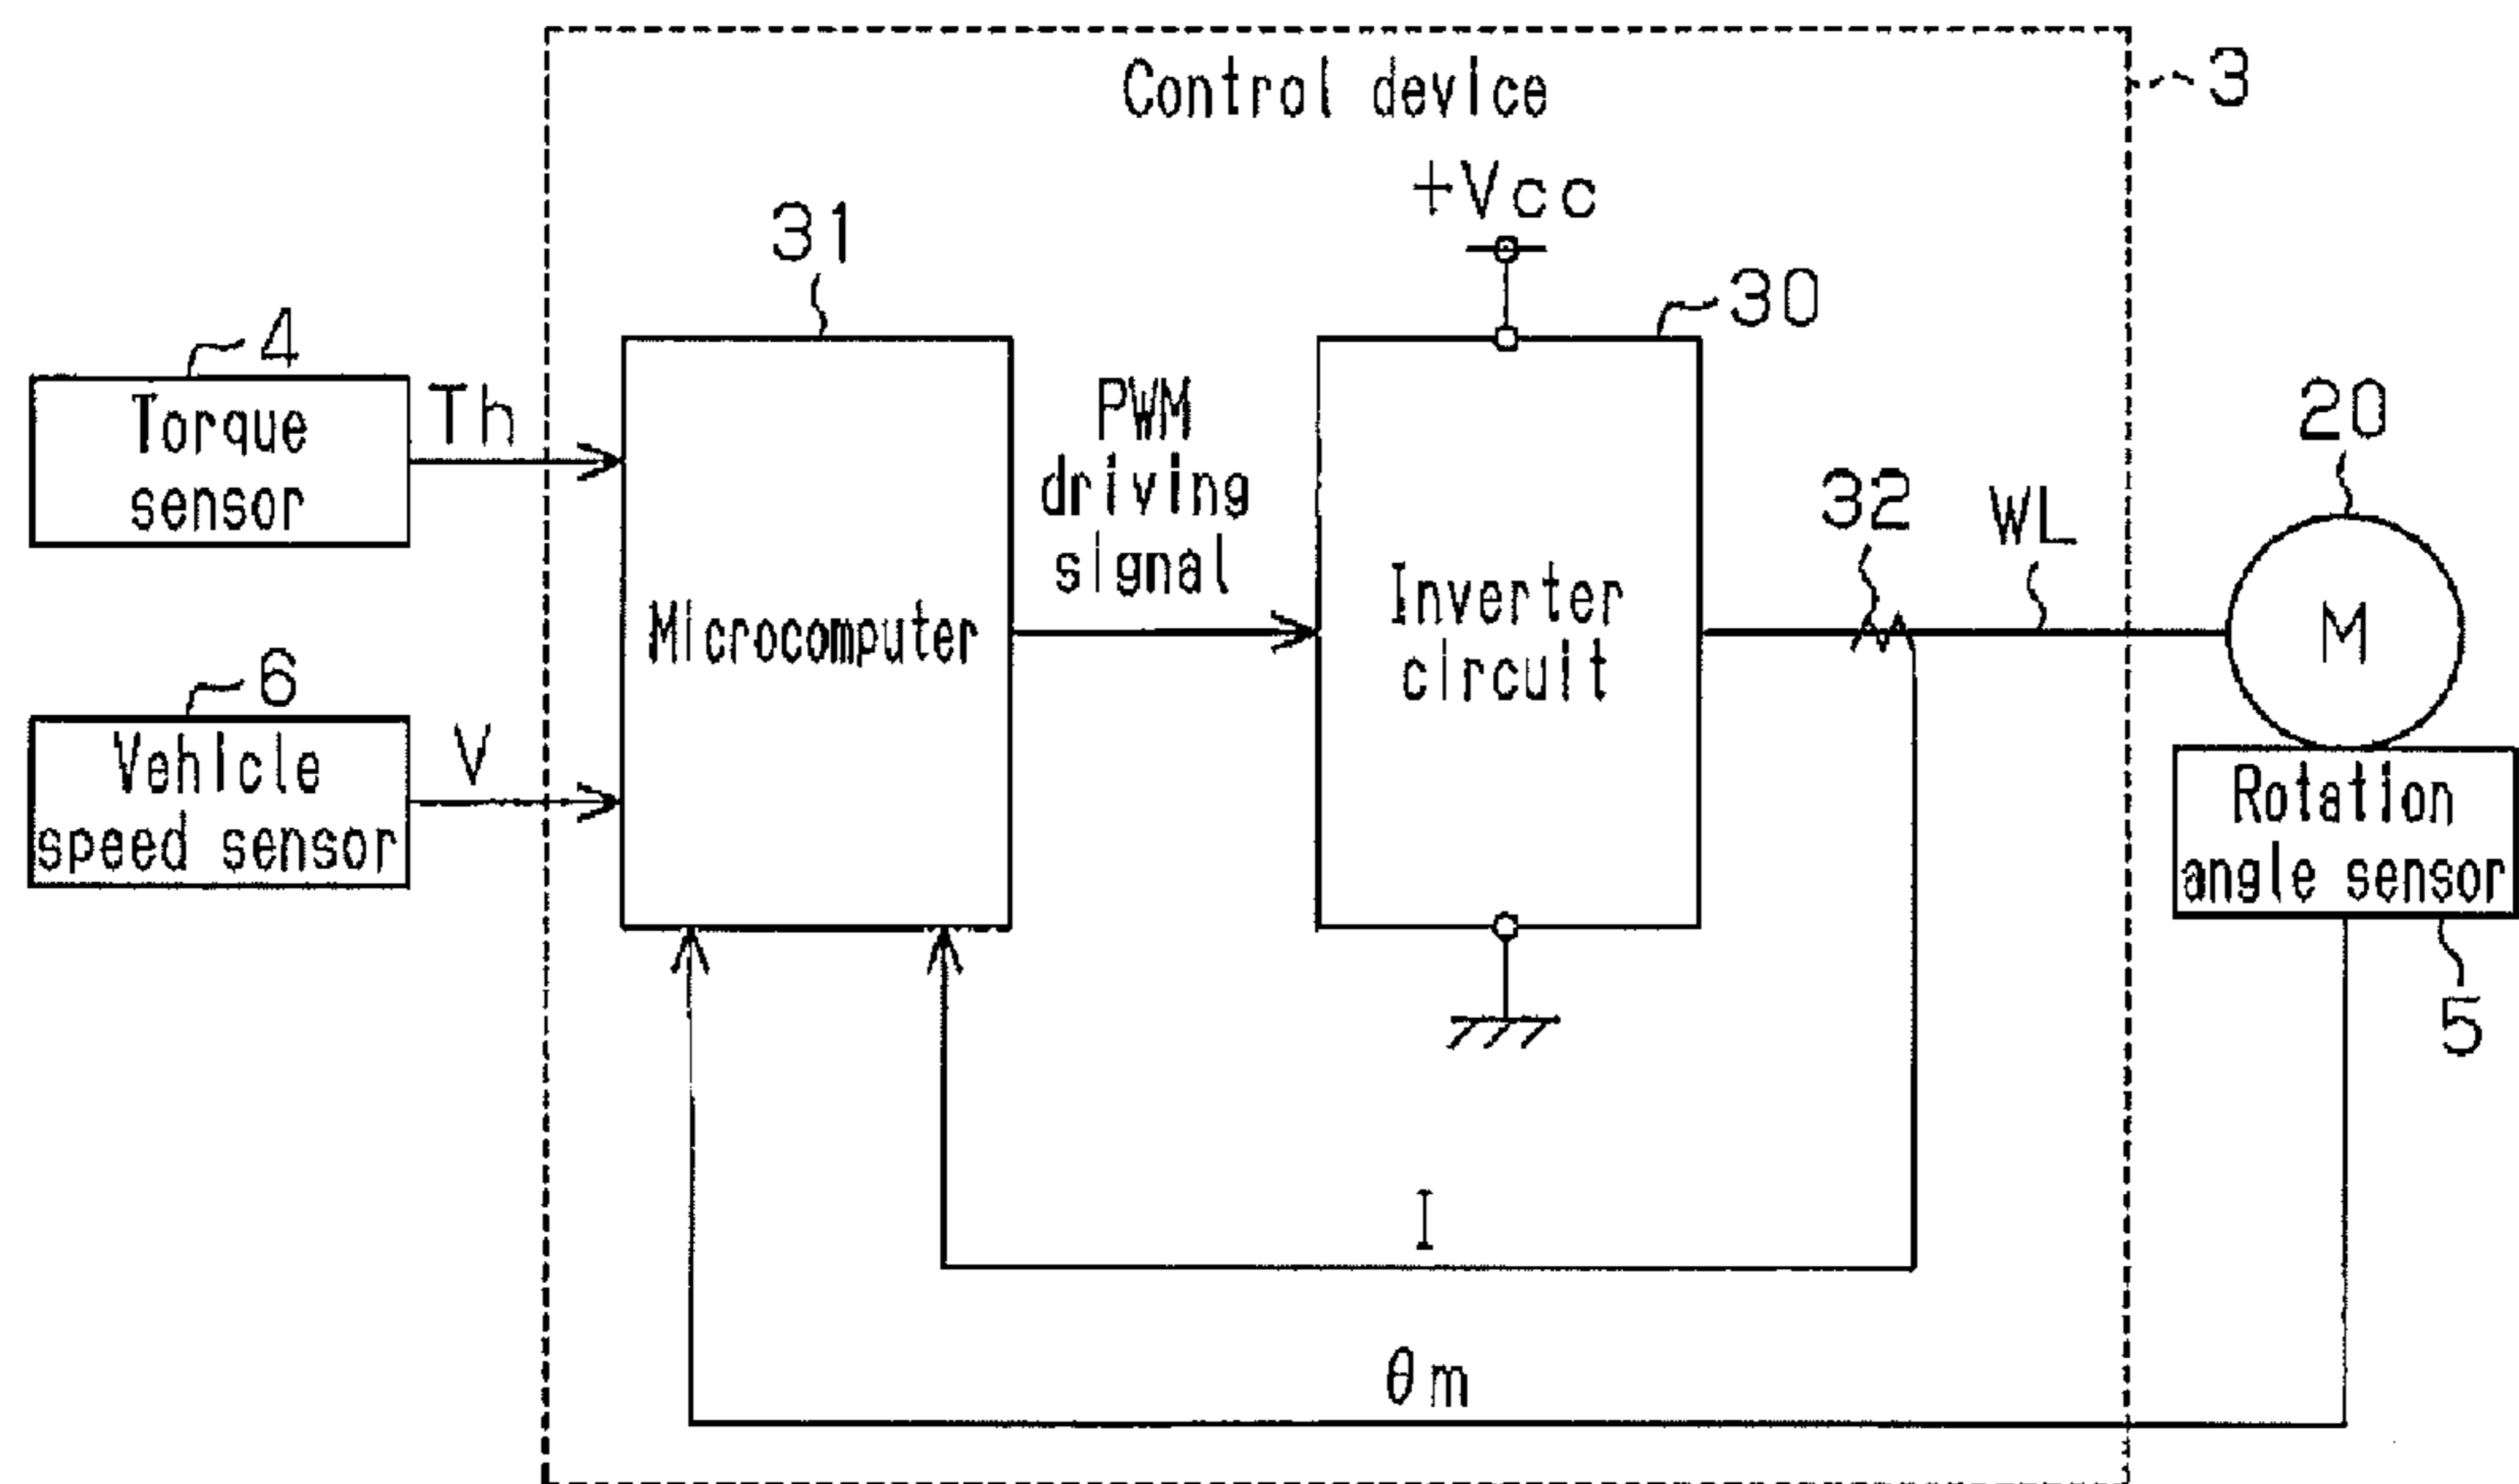 Control device
3
+Vcc
31
30
4
Torque
sensor
Th
PWM
driving
signal
20
32
WL
M
Microcomputer
Inverter
circuit
6
Vehicle
speed sensor
V
Rotation
angle sensor
5
I
θm